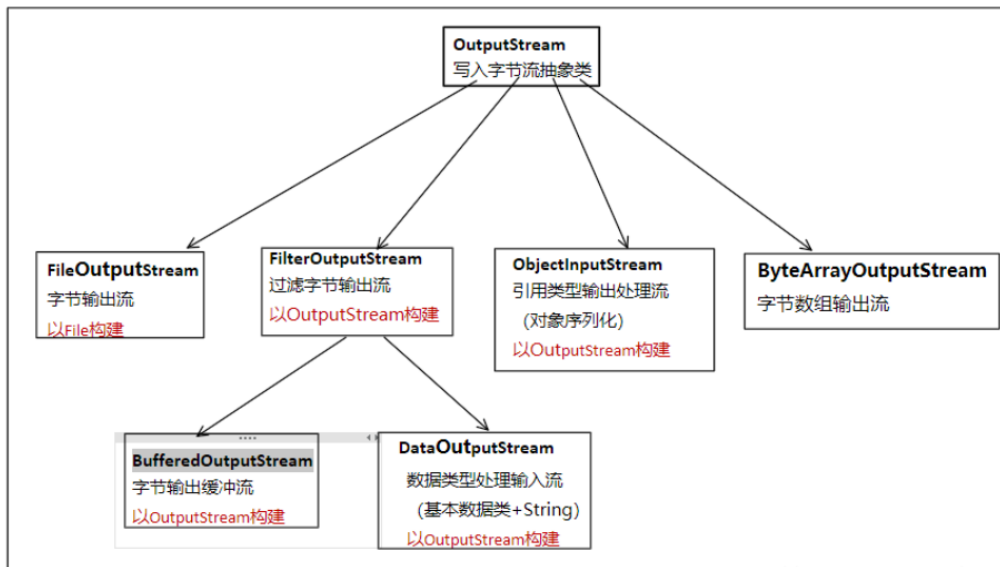 OutputStream
写入字节流抽象类
FileOutputStream
字节输出流
以File构建
FilterOutputStream
过滤字节输出流
以OutputStream构建
ObjectInputStream
引用类型输出处理流
(对象序列化)
以OutputStream构建
ByteArrayOutputStream
字节数组输出流
BufferedOutputStream
字节输出缓冲流
以OutputStream构建
DataOutputStream
数据类型处理输入流
(基本数据类+String)
以OutputStream构建